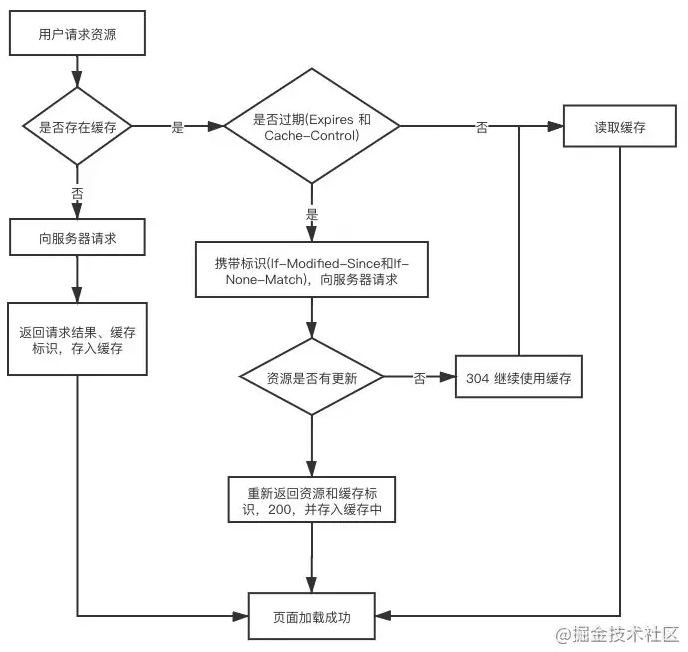 用户请求资源
是否存在缓存
是
是否过期(Expires 和
Cache-Control)
否
读取缓存
否
向服务器请求
返回请求结果、缓存
标识，存入缓存
是
携带标识(If-Modified-Since和If-
None-Match)，向服务器请求
资源是否有更新
否
304 继续使用缓存
重新返回资源和缓存标
识，200，并存入缓存中
页面加载成功
@掘金技术社区